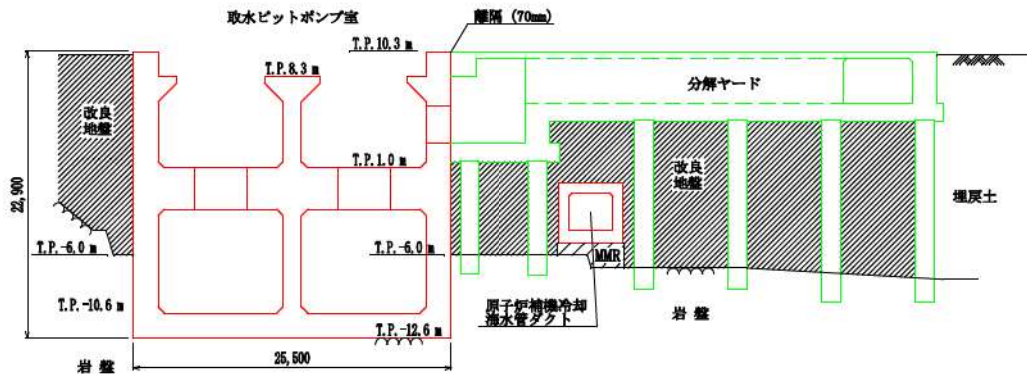 取水ピットポンプ室
離隔 (70mm)
T.P.10.3 m
T.P.8.3 m
分解ヤード
改良
地盤
T.P.1.0 m
改良
地盤
22,900
埋戻土
T.P.-6.0 m
T.P.-6.0 m
MMR
T.P.-10.6 m
原子炉補機冷却
海水管ダクト
岩 盤
T.P.-12.6 m
25,500
岩 盤